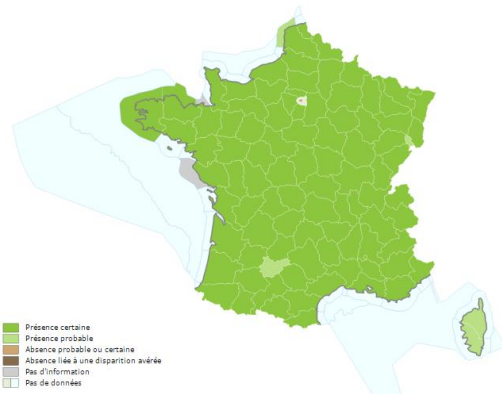 Présence certaine
Présence probable
Absence probable ou certaine
Absence liée à une disparition avérée
Pas d'information
Pas de données